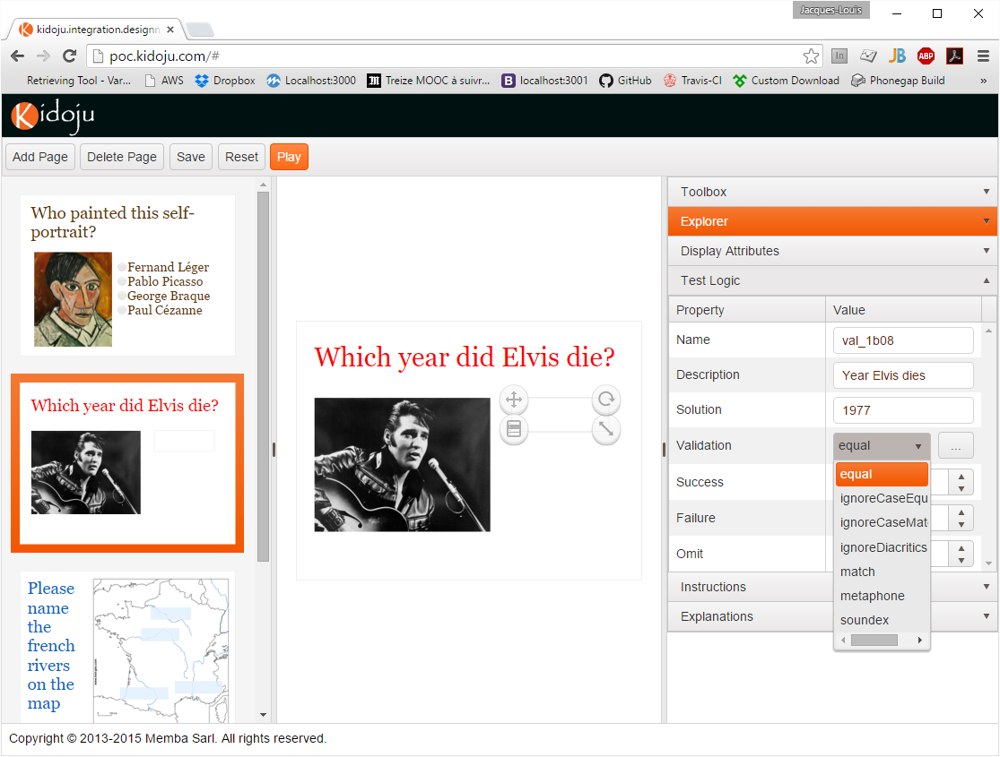 Jacques-Louis
kidoju.integration.designn
poc.kidoju.com/#
In
JB
ABP
Retrieving Tool - Var...
AWS
Dropbox
Localhost:3000
Treize MOOC à suivr...
B
localhost:3001
GitHub
Travis-CI
Custom Download
Phonegap Build
»
Kidoju
Add Page
Delete Page
Save
Reset
Play
Who painted this self-
portrait?
Fernand Léger
Pablo Picasso
George Braque
Paul Cézanne
Which year did Elvis die?
Please
name
the
french
rivers
on the
map
Which year did Elvis die?
Toolbox
Explorer
Display Attributes
Test Logic
Property Value
Name val_1b08
Description Year Elvis dies
Solution 1977
Validation equal ...
equal
ignoreCaseEqu
ignoreCaseMat
ignoreDiacritics
match
metaphone
soundex
Success
Failure
Omit
Instructions
Explanations
Copyright © 2013-2015 Memba Sarl. All rights reserved.